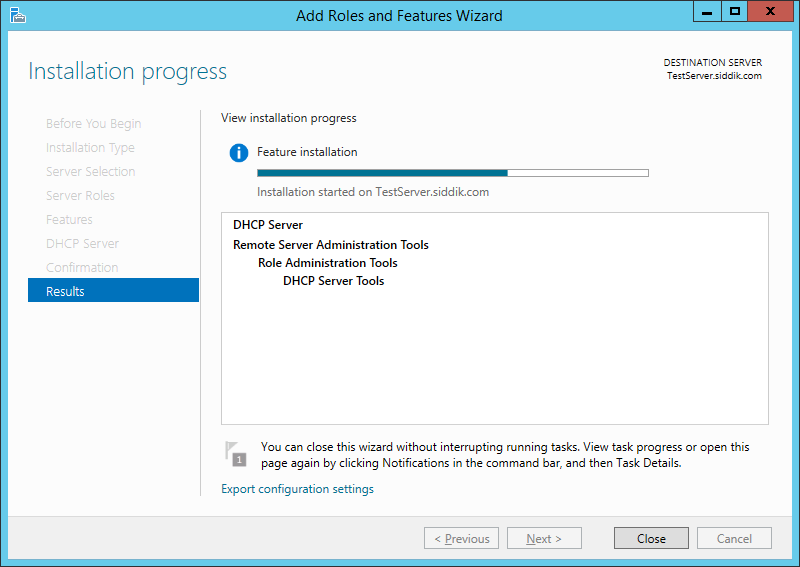 Add Roles and Features Wizard
Installation progress
DESTINATION SERVER
TestServer.siddik.com
Before You Begin
Installation Type
Server Selection
Server Roles
Features
DHCP Server
Confirmation
Results
View installation progress
Feature installation
Installation started on TestServer.siddik.com
DHCP Server
Remote Server Administration Tools
Role Administration Tools
DHCP Server Tools
1
You can close this wizard without interrupting running tasks. View task progress or open this
page again by clicking Notifications in the command bar, and then Task Details.
Export configuration settings
< Previous
Next >
Close
Cancel